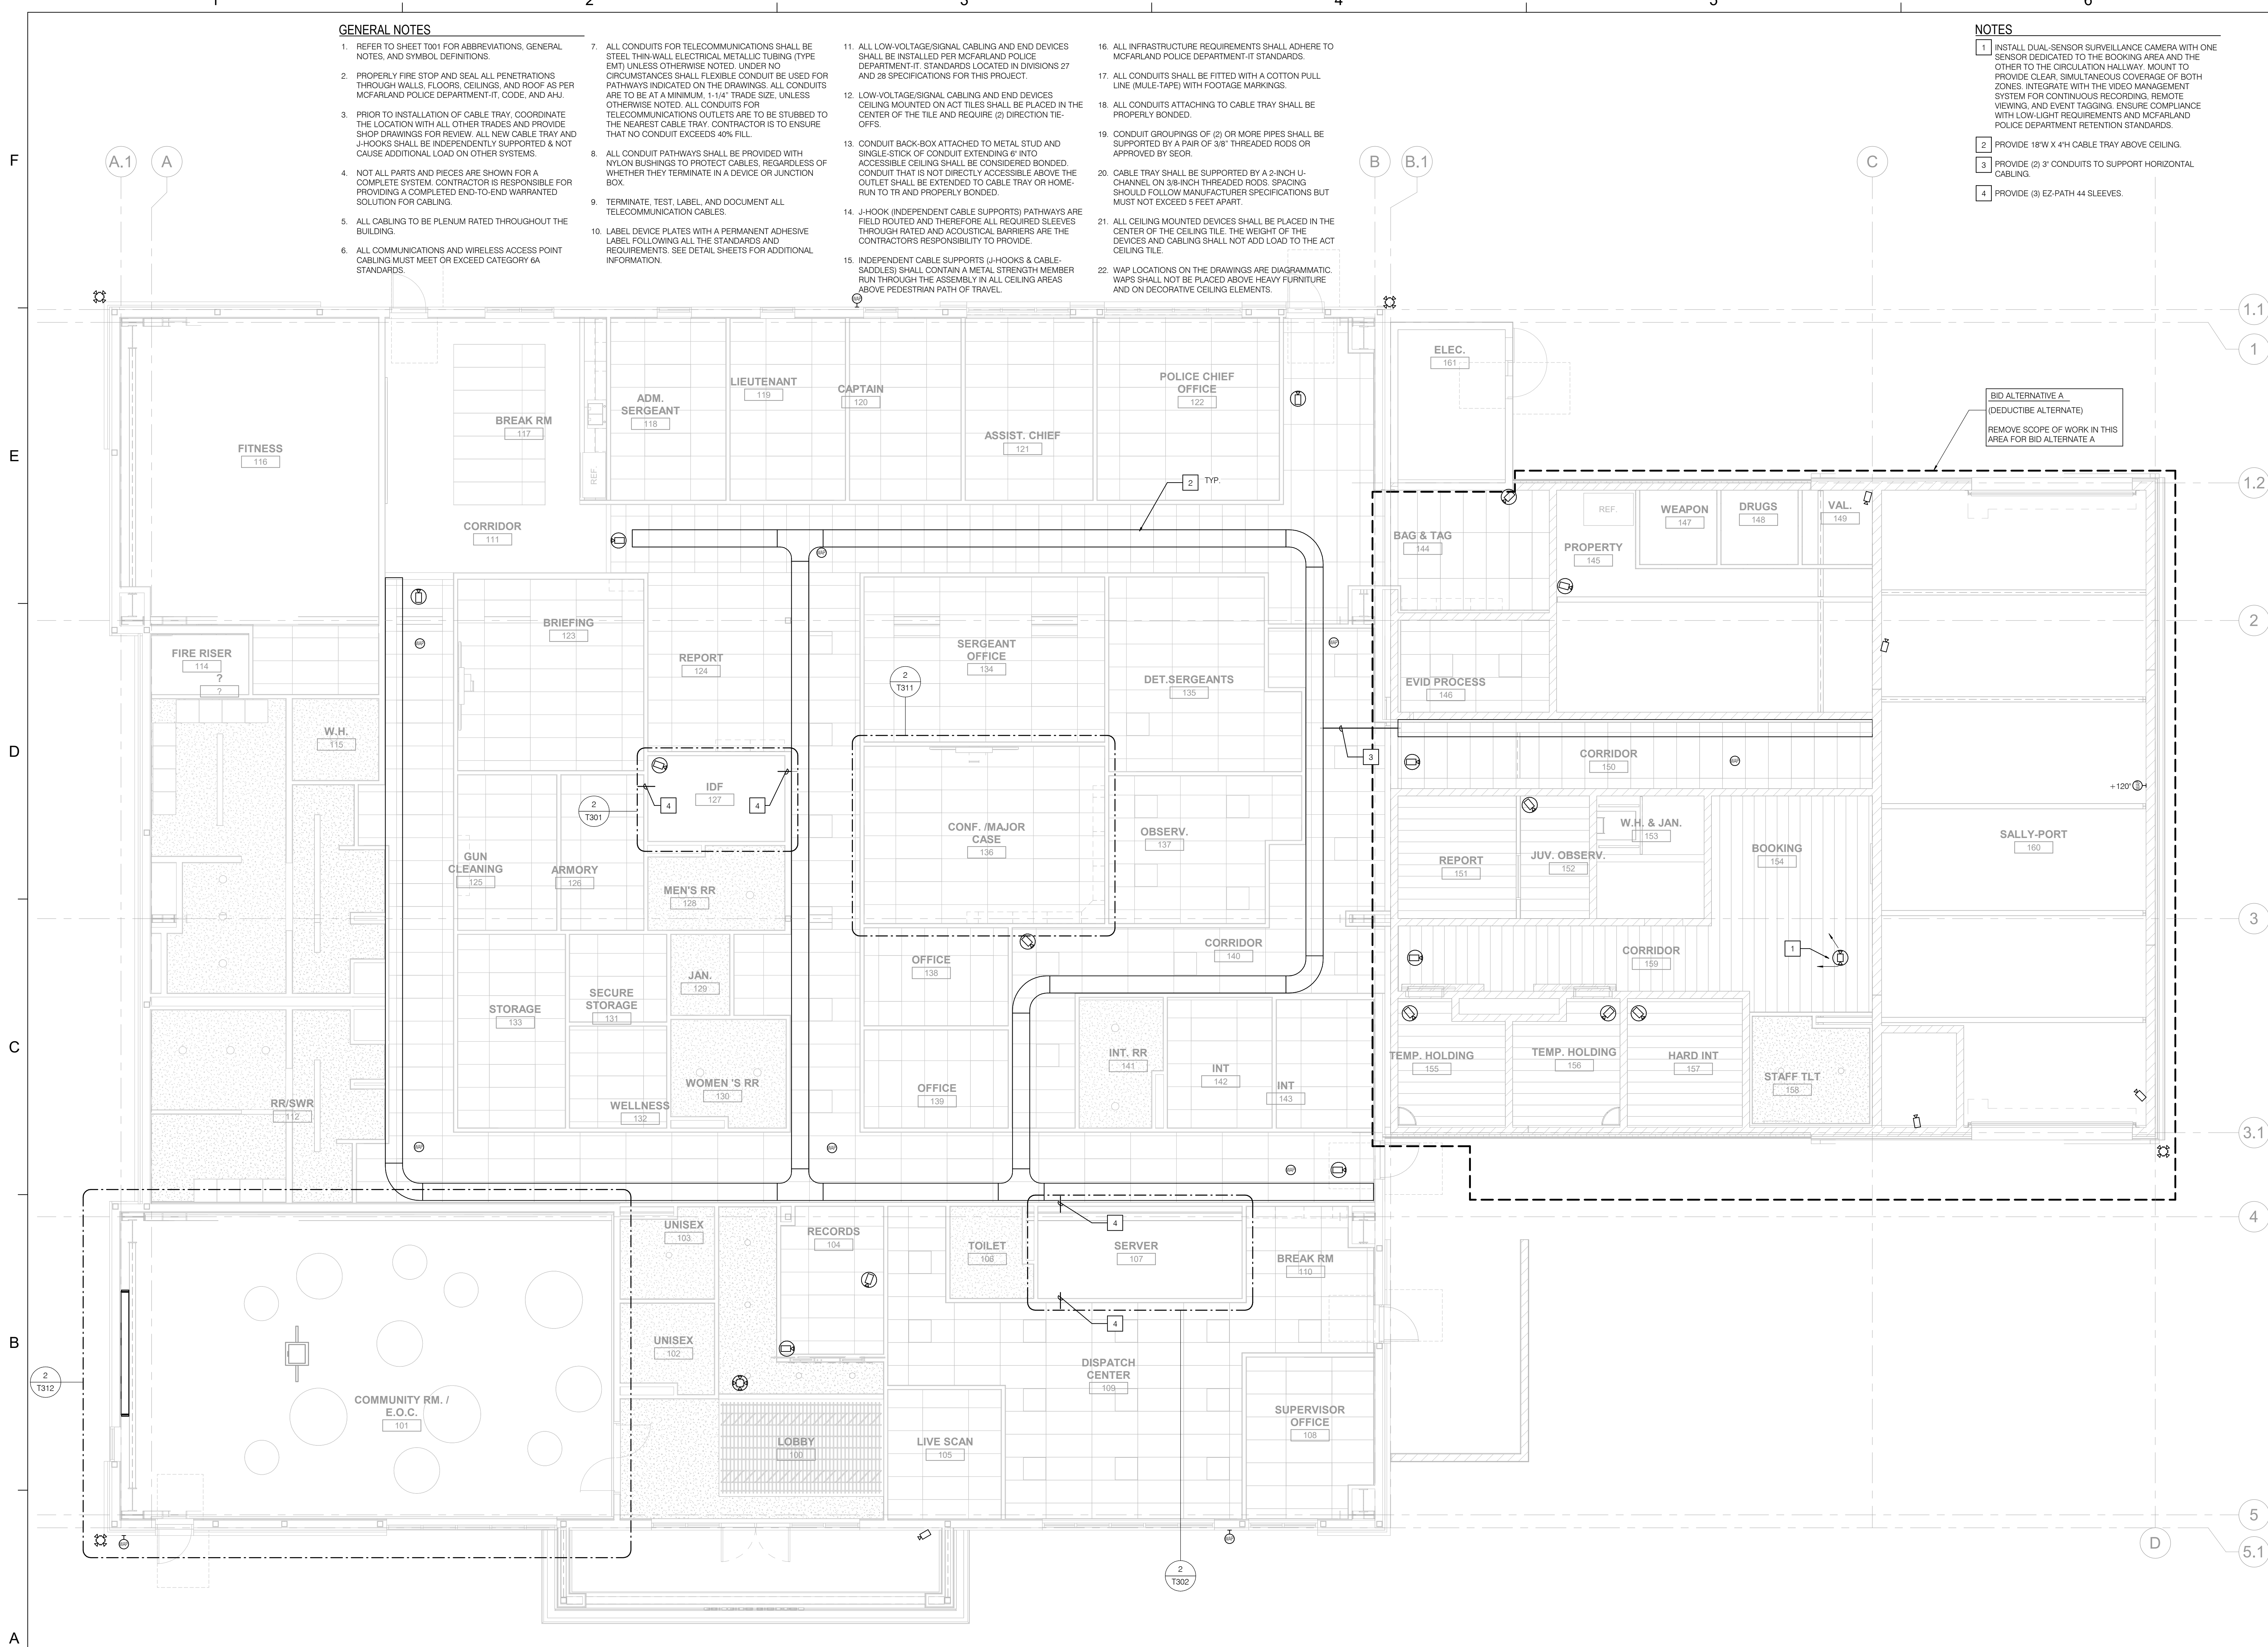 1 2 3 4 5 6
GENERAL NOTES
1. REFER TO SHEET T001 FOR ABBREVIATIONS, GENERAL
NOTES, AND SYMBOL DEFINITIONS.
2. PROPERLY FIRE STOP AND SEAL ALL PENETRATIONS
THROUGH WALLS, FLOORS, CEILINGS, AND ROOF AS PER
MCFARLAND POLICE DEPARTMENT-IT, CODE, AND AHJ.
3. PRIOR TO INSTALLATION OF CABLE TRAY, COORDINATE
THE LOCATION WITH ALL OTHER TRADES AND PROVIDE
SHOP DRAWINGS FOR REVIEW. ALL NEW CABLE TRAY AND
J-HOOKS SHALL BE INDEPENDENTLY SUPPORTED & NOT
CAUSE ADDITIONAL LOAD ON OTHER SYSTEMS.
4. NOT ALL PARTS AND PIECES ARE SHOWN FOR A
COMPLETE SYSTEM. CONTRACTOR IS RESPONSIBLE FOR
PROVIDING A COMPLETED END-TO-END WARRANTED
SOLUTION FOR CABLING.
5. ALL CABLING TO BE PLENUM RATED THROUGHOUT THE
BUILDING.
6. ALL COMMUNICATIONS AND WIRELESS ACCESS POINT
CABLING MUST MEET OR EXCEED CATEGORY 6A
STANDARDS.
7. ALL CONDUITS FOR TELECOMMUNICATIONS SHALL BE
STEEL THIN-WALL ELECTRICAL METALLIC TUBING (TYPE
EMT) UNLESS OTHERWISE NOTED. UNDER NO
CIRCUMSTANCES SHALL FLEXIBLE CONDUIT BE USED FOR
PATHWAYS INDICATED ON THE DRAWINGS. ALL CONDUITS
ARE TO BE AT A MINIMUM, 1-1/4" TRADE SIZE, UNLESS
OTHERWISE NOTED. ALL CONDUITS FOR
TELECOMMUNICATIONS OUTLETS ARE TO BE STUBBED TO
THE NEAREST CABLE TRAY. CONTRACTOR IS TO ENSURE
THAT NO CONDUIT EXCEEDS 40% FILL.
8. ALL CONDUIT PATHWAYS SHALL BE PROVIDED WITH
NYLON BUSHINGS TO PROTECT CABLES, REGARDLESS OF
WHETHER THEY TERMINATE IN A DEVICE OR JUNCTION
BOX.
9. TERMINATE, TEST, LABEL, AND DOCUMENT ALL
TELECOMMUNICATION CABLES.
10. LABEL DEVICE PLATES WITH A PERMANENT ADHESIVE
LABEL FOLLOWING ALL THE STANDARDS AND
REQUIREMENTS. SEE DETAIL SHEETS FOR ADDITIONAL
INFORMATION.
11. ALL LOW-VOLTAGE/SIGNAL CABLING AND END DEVICES
SHALL BE INSTALLED PER MCFARLAND POLICE
DEPARTMENT-IT. STANDARDS LOCATED IN DIVISIONS 27
AND 28 SPECIFICATIONS FOR THIS PROJECT.
12. LOW-VOLTAGE/SIGNAL CABLING AND END DEVICES
CEILING MOUNTED ON ACT TILES SHALL BE PLACED IN THE
CENTER OF THE TILE AND REQUIRE (2) DIRECTION TIE-
OFFS.
13. CONDUIT BACK-BOX ATTACHED TO METAL STUD AND
SINGLE-STICK OF CONDUIT EXTENDING 6" INTO
ACCESSIBLE CEILING SHALL BE CONSIDERED BONDED.
CONDUIT THAT IS NOT DIRECTLY ACCESSIBLE ABOVE THE
OUTLET SHALL BE EXTENDED TO CABLE TRAY OR HOME-
RUN TO TR AND PROPERLY BONDED.
14. J-HOOK (INDEPENDENT CABLE SUPPORTS) PATHWAYS ARE
FIELD ROUTED AND THEREFORE ALL REQUIRED SLEEVES
THROUGH RATED AND ACOUSTICAL BARRIERS ARE THE
CONTRACTOR'S RESPONSIBILITY TO PROVIDE.
15. INDEPENDENT CABLE SUPPORTS (J-HOOKS & CABLE-
SADDLES) SHALL CONTAIN A METAL STRENGTH MEMBER
RUN THROUGH THE ASSEMBLY IN ALL CEILING AREAS
ABOVE PEDESTRIAN PATH OF TRAVEL.
16. ALL INFRASTRUCTURE REQUIREMENTS SHALL ADHERE TO
MCFARLAND POLICE DEPARTMENT-IT STANDARDS.
17. ALL CONDUITS SHALL BE FITTED WITH A COTTON PULL
LINE (MULE-TAPE) WITH FOOTAGE MARKINGS.
18. ALL CONDUITS ATTACHING TO CABLE TRAY SHALL BE
PROPERLY BONDED.
19. CONDUIT GROUPINGS OF (2) OR MORE PIPES SHALL BE
SUPPORTED BY A PAIR OF 3/8" THREADED RODS OR
APPROVED BY SEOR.
20. CABLE TRAY SHALL BE SUPPORTED BY A 2-INCH U-
CHANNEL ON 3/8-INCH THREADED RODS. SPACING
SHOULD FOLLOW MANUFACTURER SPECIFICATIONS BUT
MUST NOT EXCEED 5 FEET APART.
21. ALL CEILING MOUNTED DEVICES SHALL BE PLACED IN THE
CENTER OF THE CEILING TILE. THE WEIGHT OF THE
DEVICES AND CABLING SHALL NOT ADD LOAD TO THE ACT
CEILING TILE.
22. WAP LOCATIONS ON THE DRAWINGS ARE DIAGRAMMATIC.
WAPS SHALL NOT BE PLACED ABOVE HEAVY FURNITURE
AND ON DECORATIVE CEILING ELEMENTS.
NOTES
1 INSTALL DUAL-SENSOR SURVEILLANCE CAMERA WITH ONE
SENSOR DEDICATED TO THE BOOKING AREA AND THE
OTHER TO THE CIRCULATION HALLWAY. MOUNT TO
PROVIDE CLEAR, SIMULTANEOUS COVERAGE OF BOTH
ZONES. INTEGRATE WITH THE VIDEO MANAGEMENT
SYSTEM FOR CONTINUOUS RECORDING, REMOTE
VIEWING, AND EVENT TAGGING. ENSURE COMPLIANCE
WITH LOW-LIGHT REQUIREMENTS AND MCFARLAND
POLICE DEPARTMENT RETENTION STANDARDS.
2 PROVIDE 18"W X 4"H CABLE TRAY ABOVE CEILING.
3 PROVIDE (2) 3" CONDUITS TO SUPPORT HORIZONTAL
CABLING.
4 PROVIDE (3) EZ-PATH 44 SLEEVES.
F
A.1 A B B.1 C
1.1
1
ELEC.
161
BID ALTERNATIVE A
(DEDUCTIBE ALTERNATE)
REMOVE SCOPE OF WORK IN THIS
AREA FOR BID ALTERNATE A
E
FITNESS
116
BREAK RM
117
ADM.
SERGEANT
118
LIEUTENANT
119
CAPTAIN
120
ASSIST. CHIEF
121
POLICE CHIEF
OFFICE
122
REF.
2 TYP.
1.2
CORRIDOR
111
BAG & TAG
144
PROPERTY
145
REF.
WEAPON
147
DRUGS
148
VAL.
149
2
FIRE RISER
114
?
?
BRIEFING
123
REPORT
124
2
T311
SERGEANT
OFFICE
134
DET.SERGEANTS
135
EVID PROCESS
146
D
W.H.
115
IDF
127
4
4
2
T301
3
CORRIDOR
150
+120"
GUN
CLEANING
125
ARMORY
126
MEN'S RR
128
CONF. /MAJOR
CASE
136
OBSERV.
137
REPORT
151
JUV. OBSERV.
152
W.H. & JAN.
153
BOOKING
154
SALLY-PORT
160
3
STORAGE
133
SECURE
STORAGE
131
JAN.
129
OFFICE
138
CORRIDOR
140
CORRIDOR
159
1
C
RR/SWR
112
WELLNESS
132
WOMEN 'S RR
130
OFFICE
139
INT. RR
141
INT
142
INT
143
TEMP. HOLDING
155
TEMP. HOLDING
156
HARD INT
157
STAFF TLT
158
3.1
4
UNISEX
103
RECORDS
104
TOILET
106
4
SERVER
107
BREAK RM
110
B
2
T312
UNISEX
102
4
COMMUNITY RM. /
E.O.C.
101
LOBBY
100
LIVE SCAN
105
DISPATCH
CENTER
109
SUPERVISOR
OFFICE
108
5
D
5.1
2
T302
A